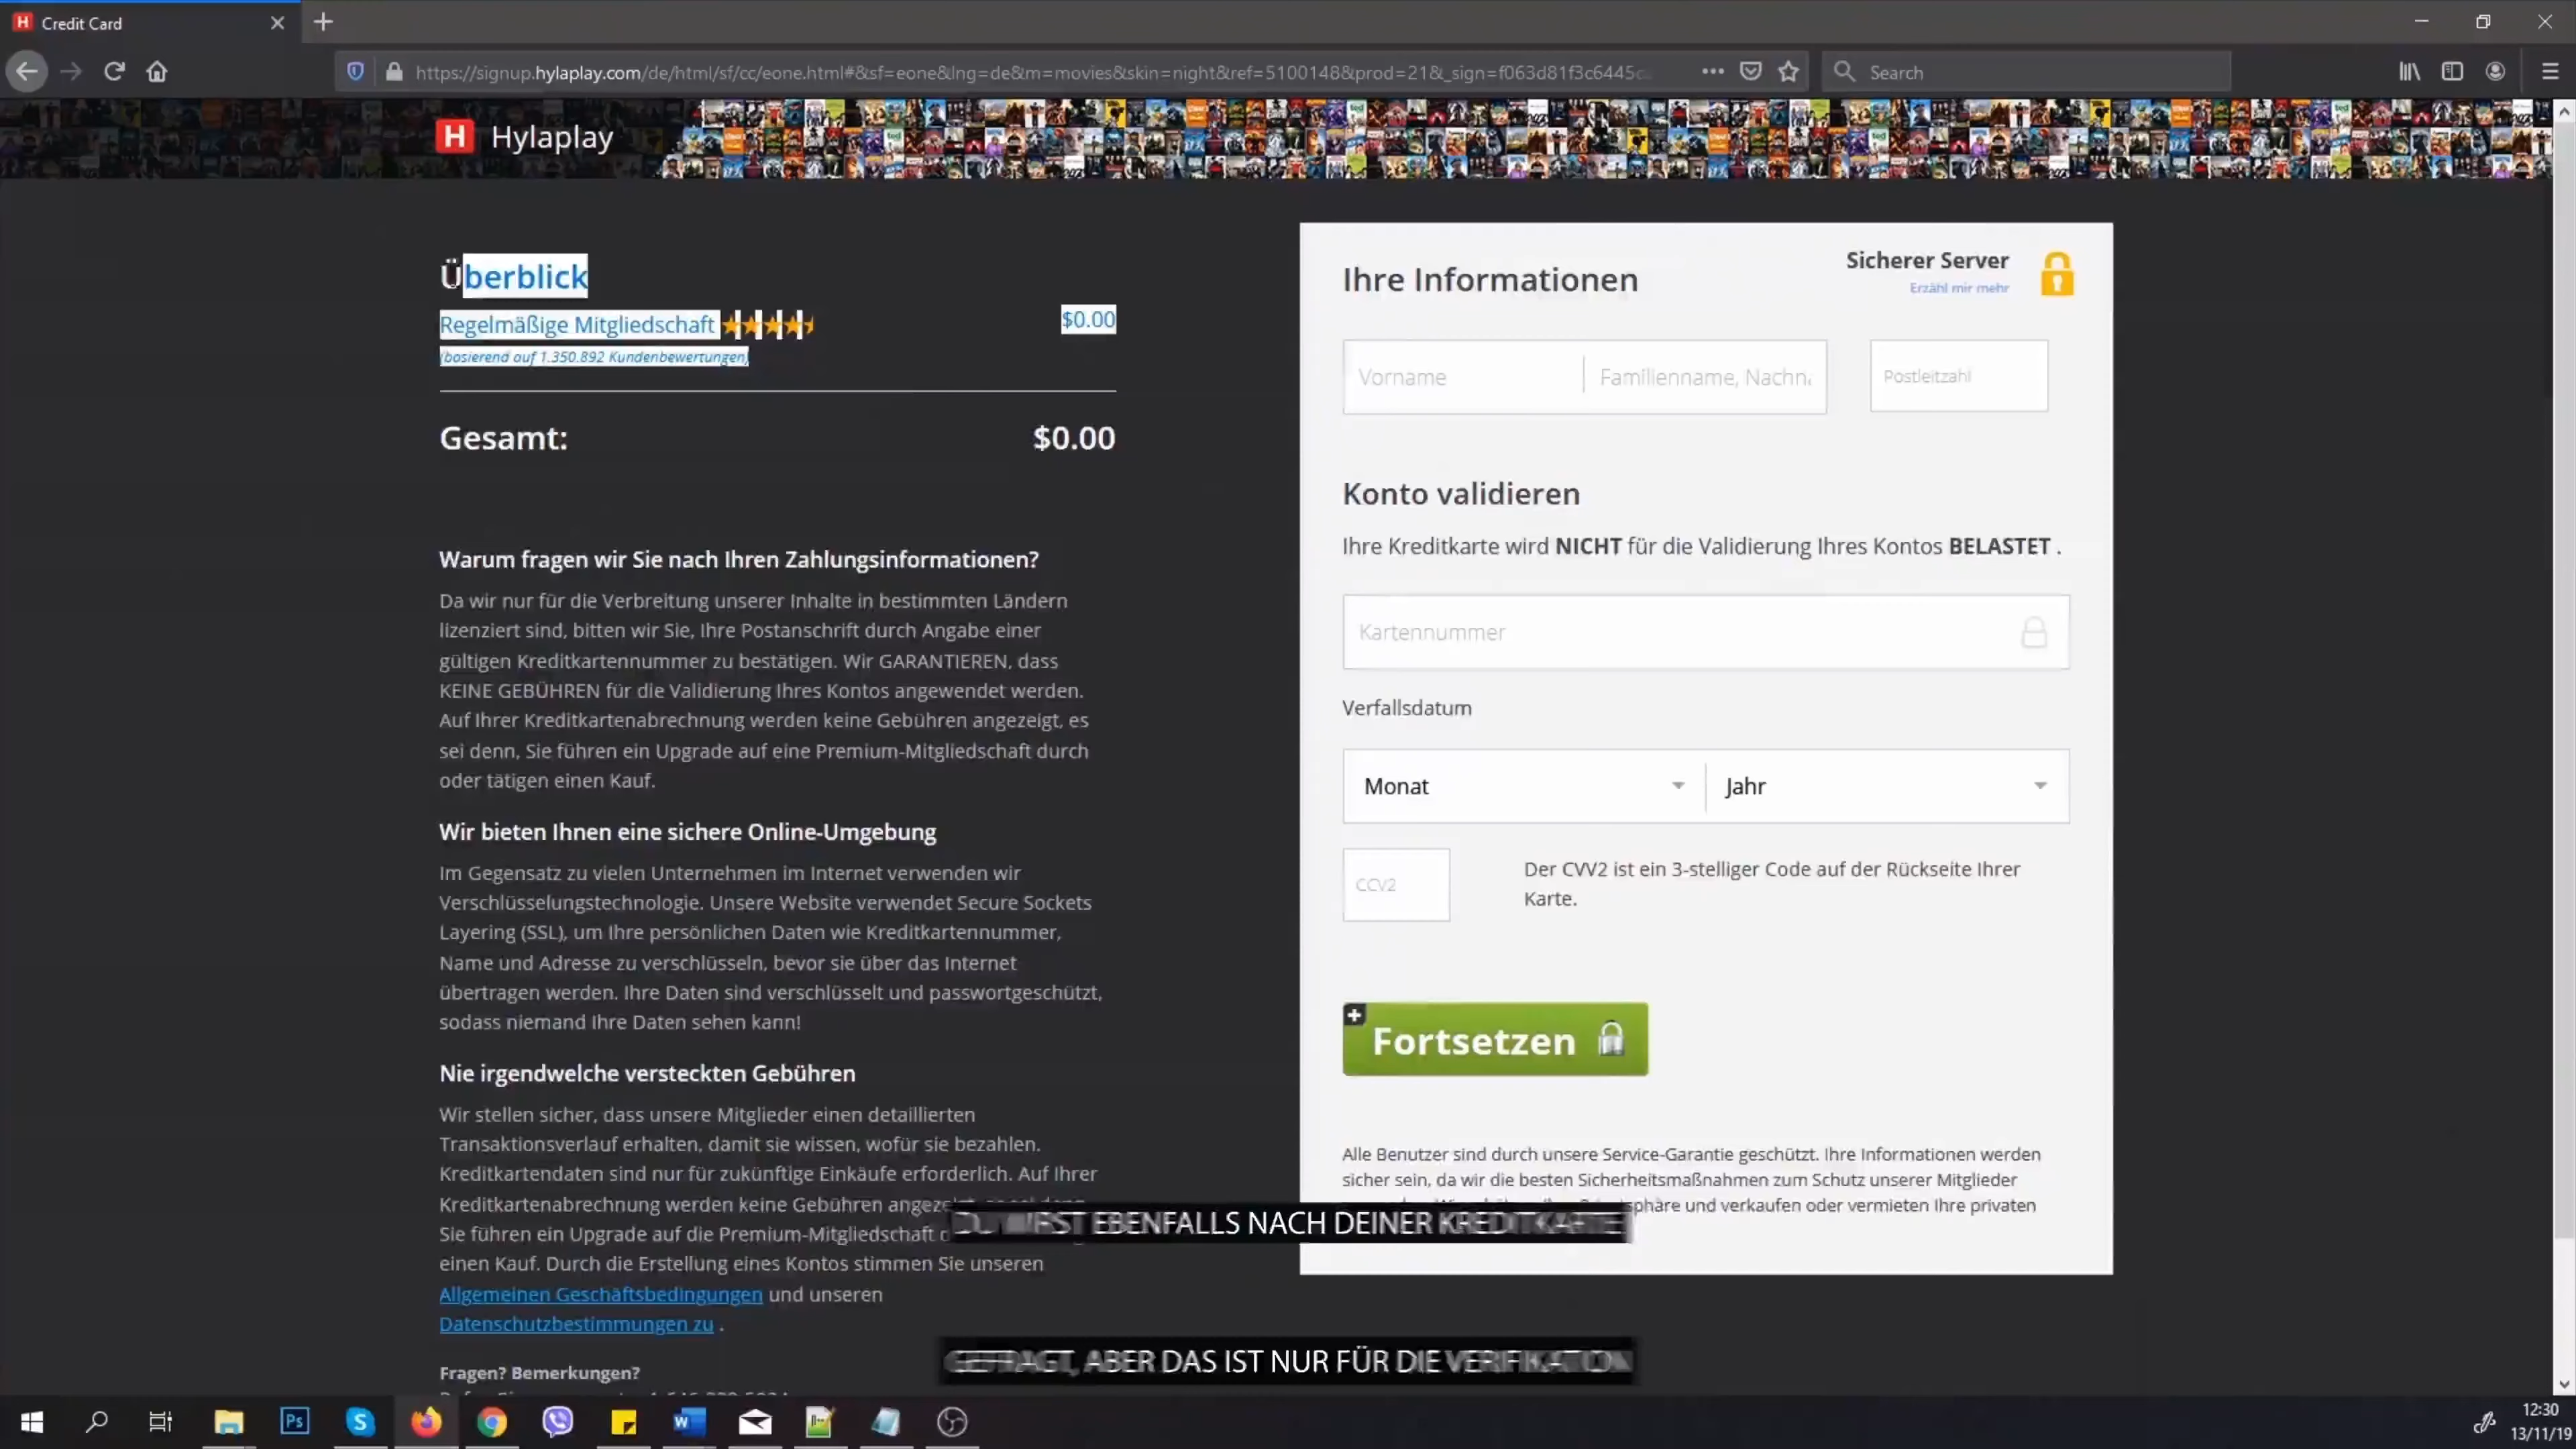 Credit Card
https://signup.hylaplay.com/de/html/sf/cc/eone.html#&sf=eone&lng=de&m=movies&skin=night&ref=5100148&prod=21&_sign=f063d81f3c6445c
Search
H Hylaplay
Überblick
Regelmäßige Mitgliedschaft $0.00
(basierend auf 1.350.892 Kundenbewertungen)
Gesamt: $0.00
Warum fragen wir Sie nach Ihren Zahlungsinformationen?
Da wir nur für die Verbreitung unserer Inhalte in bestimmten Ländern
lizenziert sind, bitten wir Sie, Ihre Postanschrift durch Angabe einer
gültigen Kreditkartennummer zu bestätigen. Wir GARANTIEREN, dass
KEINE GEBÜHREN für die Validierung Ihres Kontos angewendet werden.
Auf Ihrer Kreditkartenabrechnung werden keine Gebühren angezeigt, es
sei denn, Sie führen ein Upgrade auf eine Premium-Mitgliedschaft durch
oder tätigen einen Kauf.
Wir bieten Ihnen eine sichere Online-Umgebung
Im Gegensatz zu vielen Unternehmen im Internet verwenden wir
Verschlüsselungstechnologie. Unsere Website verwendet Secure Sockets
Layering (SSL), um Ihre persönlichen Daten wie Kreditkartennummer,
Name und Adresse zu verschlüsseln, bevor sie über das Internet
übertragen werden. Ihre Daten sind verschlüsselt und passwortgeschützt,
sodass niemand Ihre Daten sehen kann!
Nie irgendwelche versteckten Gebühren
Wir stellen sicher, dass unsere Mitglieder einen detaillierten
Transaktionsverlauf erhalten, damit sie wissen, wofür sie bezahlen.
Kreditkartendaten sind nur für zukünftige Einkäufe erforderlich. Auf Ihrer
Kreditkartenabrechnung werden keine Gebühren
Sie führen ein Upgrade auf die Premium-Mitgliedschaft
einen Kauf. Durch die Erstellung eines Kontos stimmen Sie unseren
Allgemeinen Geschäftsbedingungen und unseren
Datenschutzbestimmungen zu .
Fragen? Bemerkungen?
Ihre Informationen
Sicherer Server
Erzähl mir mehr
Vorname
Familienname, Nachna
Postleitzahl
Konto validieren
Ihre Kreditkarte wird NICHT für die Validierung Ihres Kontos BELASTET .
Kartennummer
Verfallsdatum
Monat
Jahr
CCV2
Der CVV2 ist ein 3-stelliger Code auf der Rückseite Ihrer
Karte.
Fortsetzen
Alle Benutzer sind durch unsere Service-Garantie geschützt. Ihre Informationen werden
sicher sein, da wir die besten Sicherheitsmaßnahmen zum Schutz unserer Mitglieder
sphäre und verkaufen oder vermieten Ihre privaten
DU WIRST EBENFALLS NACH DEINER KREDITKARTE
GEFRAGT, ABER DAS IST NUR FÜR DIE VERIFIKATION
12:30
13/11/19